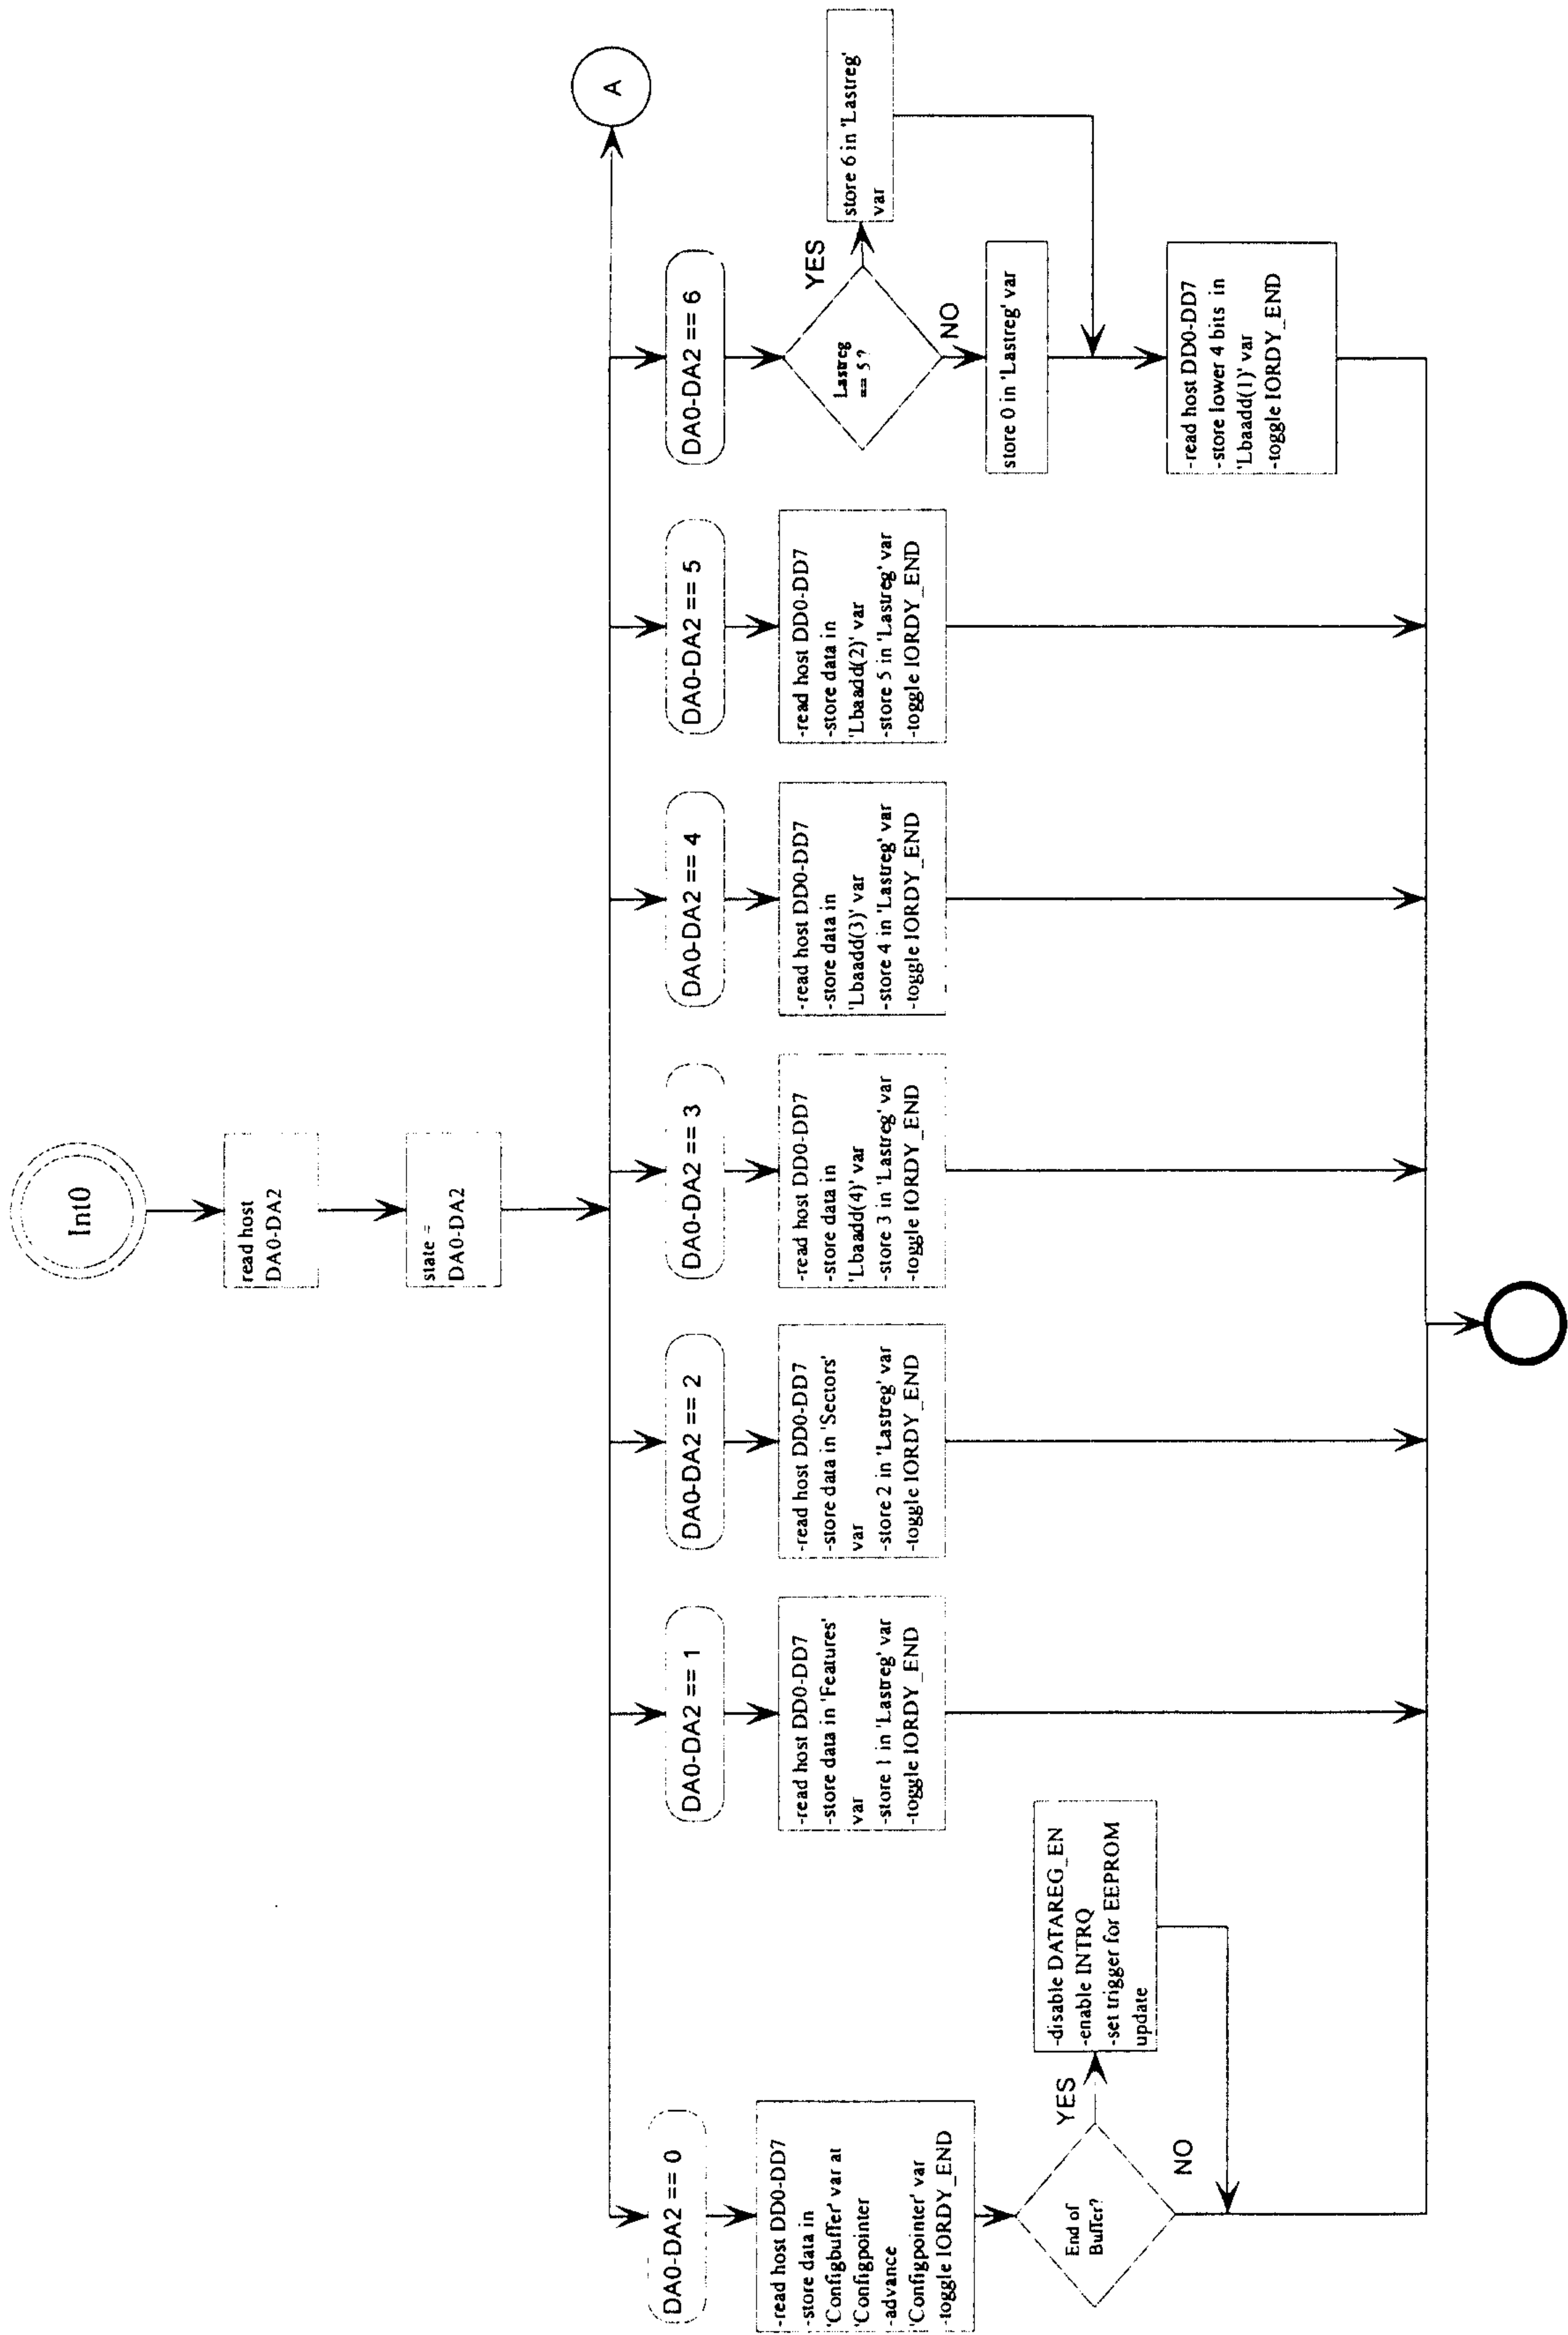 Int0
read host
DA0-DA2
state =
DA0-DA2
A
DA0-DA2 == 0
-read host DD0-DD7
-store data in
'Configbuffer' var at
'Configpointer
-advance
'Configpointer' var
-toggle IORDY_END
End of
Buffer?
YES
NO
-disable DATAREG_EN
-enable INTRQ
-set trigger for EEPROM
update
DA0-DA2 == 1
-read host DD0-DD7
-store data in 'Features'
var
-store 1 in 'Lastreg' var
-toggle IORDY_END
DA0-DA2 == 2
-read host DD0-DD7
-store data in 'Sectors'
var
-store 2 in 'Lastreg' var
-toggle IORDY_END
DA0-DA2 == 3
-read host DD0-DD7
-store data in
'Lbaadd(4)' var
-store 3 in 'Lastreg' var
-toggle IORDY_END
DA0-DA2 == 4
-read host DD0-DD7
-store data in
'Lbaadd(3)' var
-store 4 in 'Lastreg' var
-toggle IORDY_END
DA0-DA2 == 5
-read host DD0-DD7
-store data in
'Lbaadd(2)' var
-store 5 in 'Lastreg' var
-toggle IORDY_END
DA0-DA2 == 6
Lastreg
== 5 ?
YES
NO
store 6 in 'Lastreg'
var
store 0 in 'Lastreg' var
-read host DD0-DD7
-store lower 4 bits in
'Lbaadd(1)' var
-toggle IORDY_END